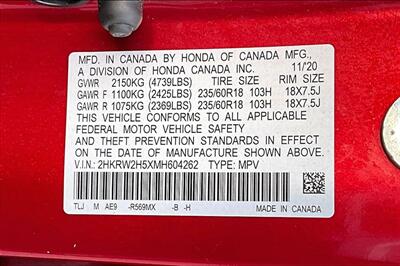 MFD. IN CANADA BY HONDA OF CANADA MFG.,
A DIVISION OF HONDA CANADA INC. 11/20
GVWR 2150KG (4739LBS) TIRE SIZE RIM SIZE
GAWR F 1100KG (2425LBS) 235/60R18 103H 18X7.5J
GAWR R 1075KG (2369LBS) 235/60R18 103H 18X7.5J
THIS VEHICLE CONFORMS TO ALL APPLICABLE
FEDERAL MOTOR VEHICLE SAFETY
AND THEFT PREVENTION STANDARDS IN EFFECT
ON THE DATE OF MANUFACTURE SHOWN ABOVE.
V.I.N.: 2HKRW2H5XMH604262 TYPE: MPV
TLJ M AE9 -R569MX -B -H MADE IN CANADA